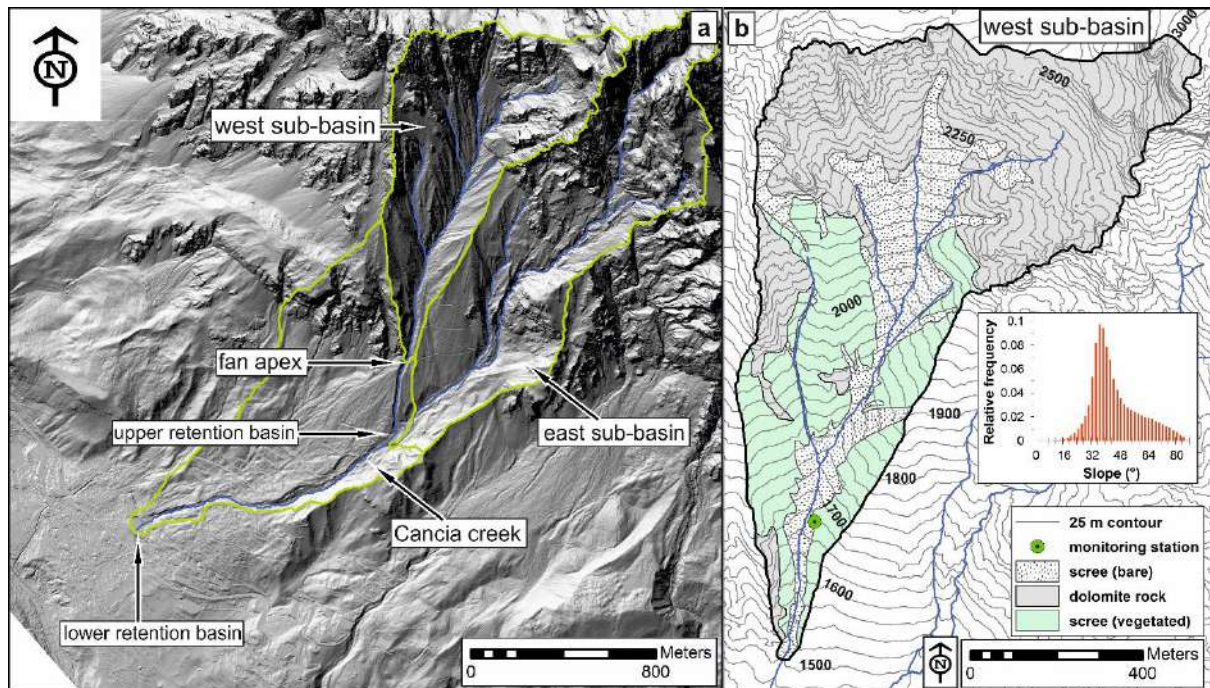 N
a
west sub-basin
fan apex
upper retention basin
east sub-basin
Cancia creek
lower retention basin
Meters
0
800
b
west sub-basin
3000
2500
2250
2000
1900
1800
1700
1600
1500
Relative frequency
0.1
0.08
0.06
0.04
0.02
0
0 16 32 48 64 80
Slope (°)
25 m contour
monitoring station
scree (bare)
dolomite rock
scree (vegetated)
N
Meters
0
400